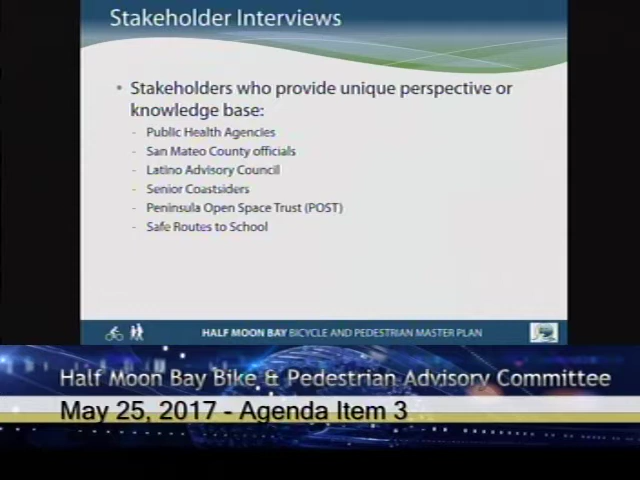 Stakeholder Interviews
• Stakeholders who provide unique perspective or
knowledge base:
- Public Health Agencies
- San Mateo County officials
- Latino Advisory Council
- Senior Coastsiders
- Peninsula Open Space Trust (POST)
- Safe Routes to School
HALF MOON BAY BICYCLE AND PEDESTRIAN MASTER PLAN
Half Moon Bay Bike & Pedestrian Advisory Committee
May 25, 2017 - Agenda Item 3